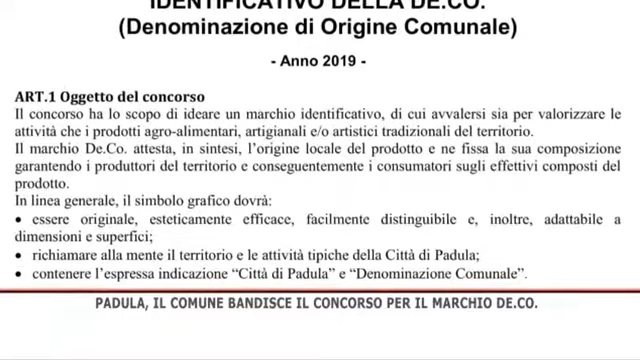 IDENTIFICATIVO DELLA DE.CO.
(Denominazione di Origine Comunale)
- Anno 2019 -
ART.1 Oggetto del concorso
Il concorso ha lo scopo di ideare un marchio identificativo, di cui avvalersi sia per valorizzare le
attività che i prodotti agro-alimentari, artigianali e/o artistici tradizionali del territorio.
Il marchio De.Co. attesta, in sintesi, l’origine locale del prodotto e ne fissa la sua composizione
garantendo i produttori del territorio e conseguentemente i consumatori sugli effettivi composti del
prodotto.
In linea generale, il simbolo grafico dovrà:
• essere originale, esteticamente efficace, facilmente distinguibile e, inoltre, adattabile a
dimensioni e superfici;
• richiamare alla mente il territorio e le attività tipiche della Città di Padula;
• contenere l’espressa indicazione “Città di Padula” e “Denominazione Comunale”.
PADULA, IL COMUNE BANDISCE IL CONCORSO PER IL MARCHIO DE.CO.